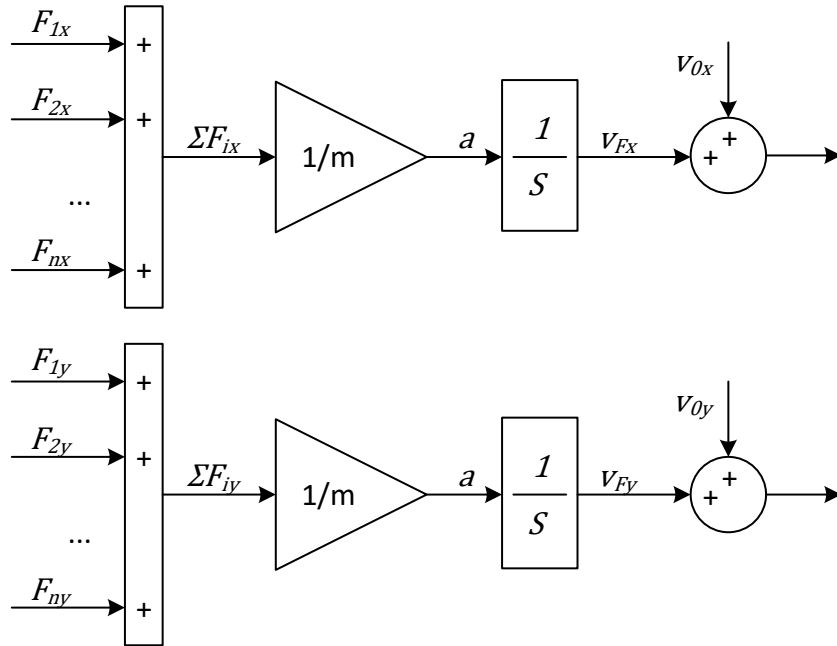 F1x
+
v0x
F2x
+
ΣFix
1/m
a
1
S
vFx
+
+
...
Fnx
+
F1y
+
v0y
F2y
+
ΣFiy
1/m
a
1
S
vFy
+
+
...
Fny
+